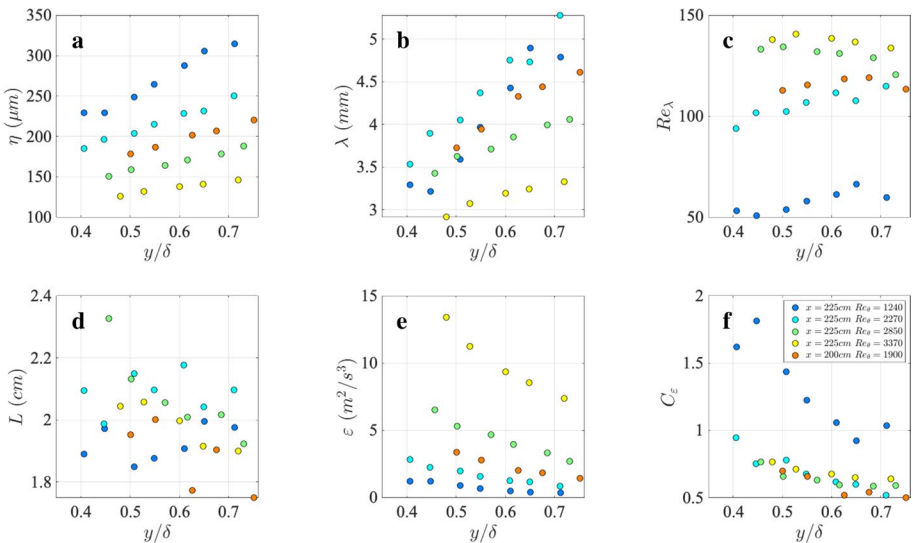 a
350
300
250
200
150
100
η (μm)
0.4 0.5 0.6 0.7
y/δ
b
5
4.5
4
3.5
3
λ (mm)
0.4 0.5 0.6 0.7
y/δ
c
150
100
50
Reλ
0.4 0.5 0.6 0.7
y/δ
d
2.4
2.2
2
1.8
L (cm)
0.4 0.5 0.6 0.7
y/δ
e
15
10
5
0
ε (m²/s³)
0.4 0.5 0.6 0.7
y/δ
f
2
1.5
1
0.5
Cε
0.4 0.5 0.6 0.7
y/δ
x = 225cm Reθ = 1240
x = 225cm Reθ = 2270
x = 225cm Reθ = 2850
x = 225cm Reθ = 3370
x = 200cm Reθ = 1900